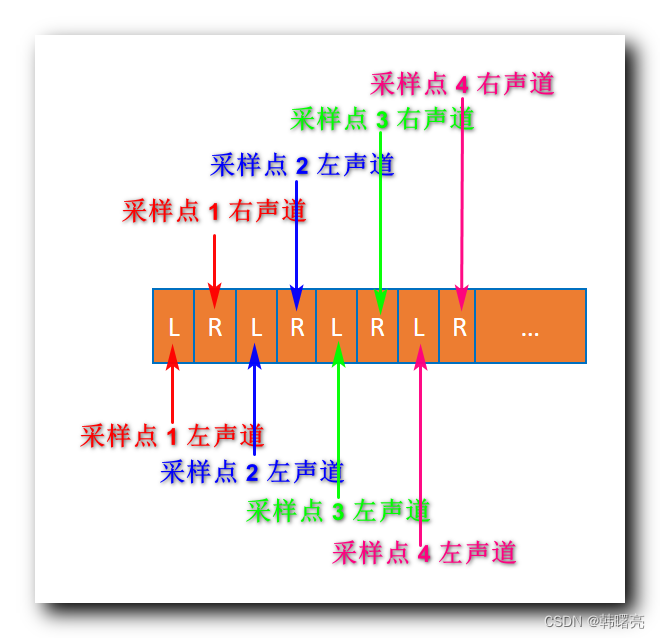 采样点 4 右声道
采样点 3 右声道
采样点 2 左声道
采样点 1 右声道
L R L R L R L R ...
采样点 1 左声道
采样点 2 左声道
采样点 3 左声道
采样点 4 左声道
CSDN @韩曙亮